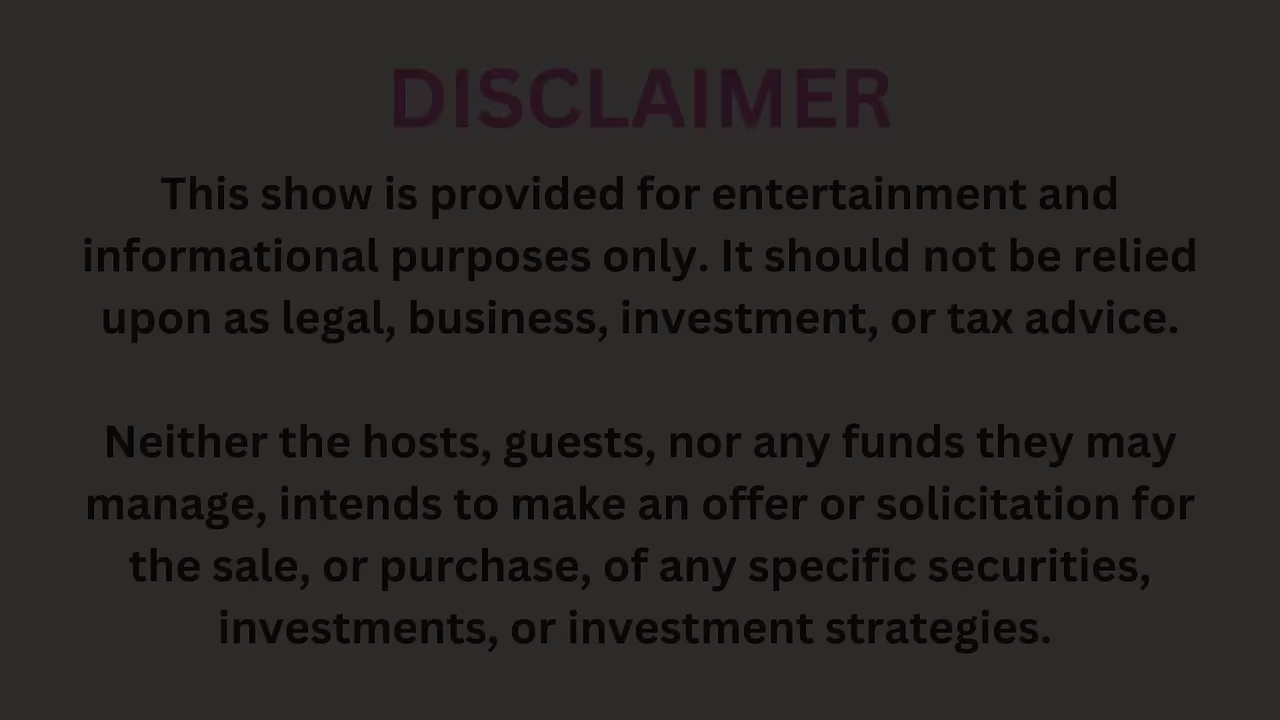 DISCLAIMER
This show is provided for entertainment and
informational purposes only. It should not be relied
upon as legal, business, investment, or tax advice.
Neither the hosts, guests, nor any funds they may
manage, intends to make an offer or solicitation for
the sale, or purchase, of any specific securities,
investments, or investment strategies.